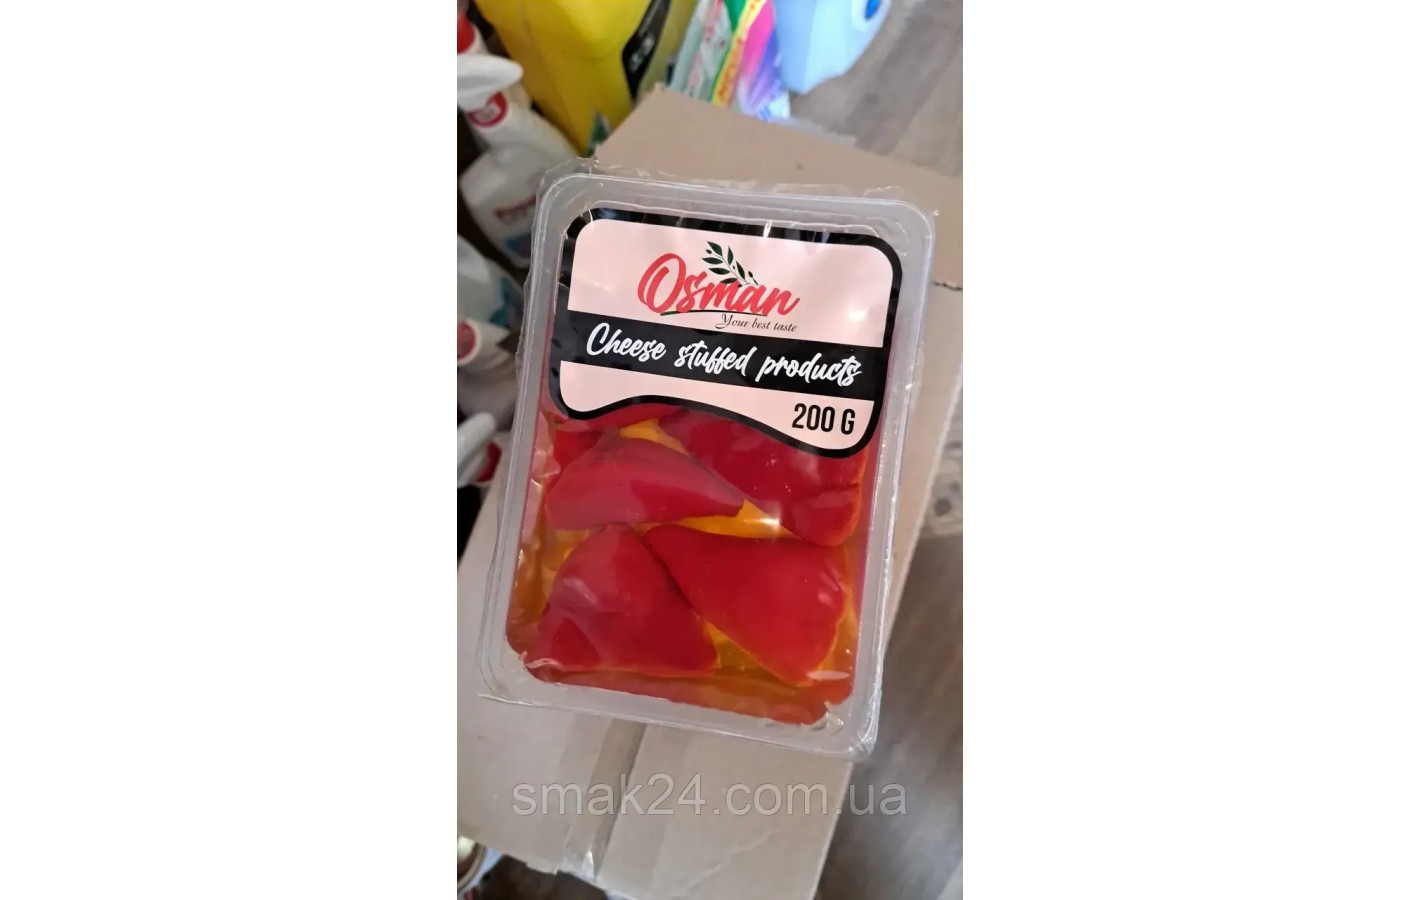 Osman
Your best taste
Cheese stuffed products
200 G
smak24.com.ua